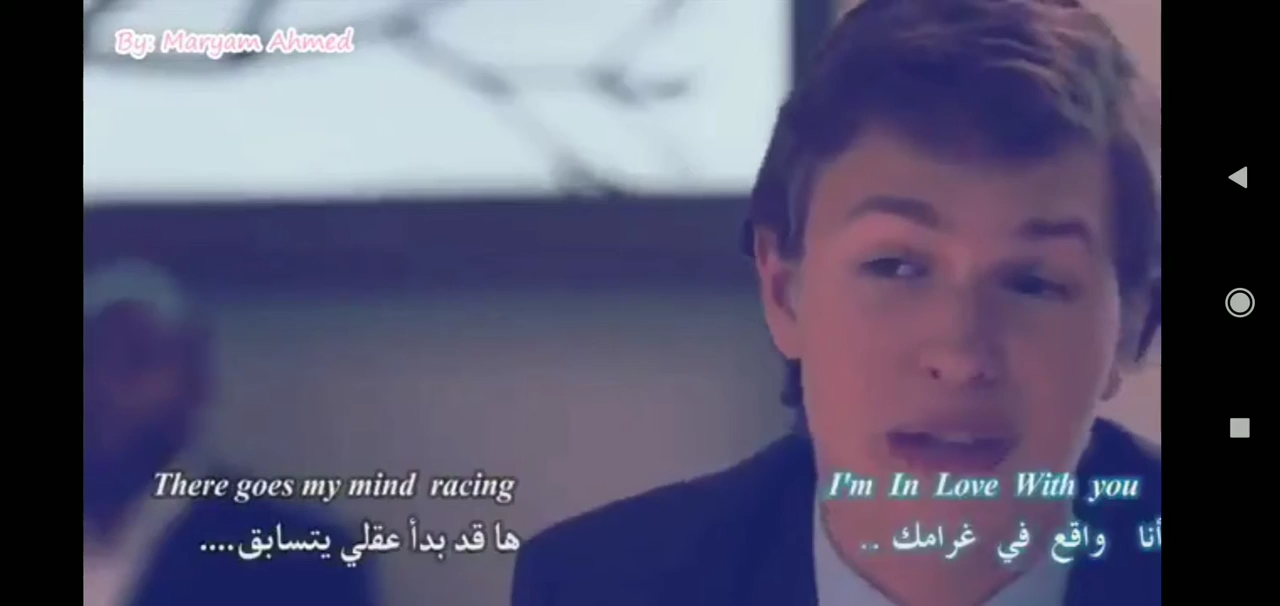 By: Maryam Ahmed
There goes my mind racing
ها قد بدأ عقلي يتسابق....
I'm In Love With you
أنا واقع في غرامك ..